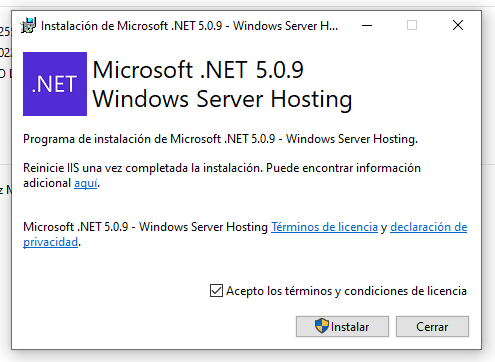 Instalación de Microsoft .NET 5.0.9 - Windows Server H...
.NET
Microsoft .NET 5.0.9
Windows Server Hosting
Programa de instalación de Microsoft .NET 5.0.9 - Windows Server Hosting.
Reinicie IIS una vez completada la instalación. Puede encontrar información
adicional aquí.
Microsoft .NET 5.0.9 - Windows Server Hosting Términos de licencia y declaración de
privacidad.
Acepto los términos y condiciones de licencia
Instalar
Cerrar